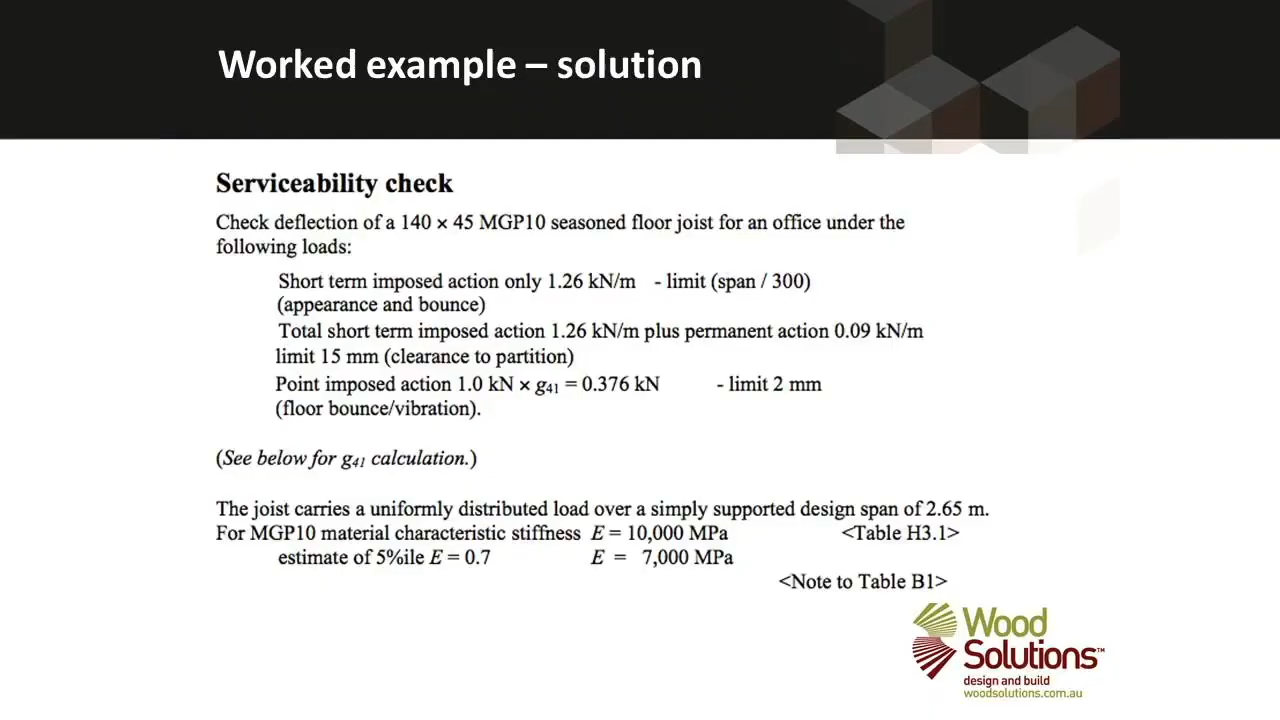 Worked example – solution
Serviceability check
Check deflection of a 140 × 45 MGP10 seasoned floor joist for an office under the
following loads:
Short term imposed action only 1.26 kN/m - limit (span / 300)
(appearance and bounce)
Total short term imposed action 1.26 kN/m plus permanent action 0.09 kN/m
limit 15 mm (clearance to partition)
Point imposed action 1.0 kN × g41 = 0.376 kN - limit 2 mm
(floor bounce/vibration).
(See below for g41 calculation.)
The joist carries a uniformly distributed load over a simply supported design span of 2.65 m.
For MGP10 material characteristic stiffness E = 10,000 MPa <Table H3.1>
estimate of 5%ile E = 0.7 E = 7,000 MPa
<Note to Table B1>
Wood
Solutions™
design and build
woodsolutions.com.au